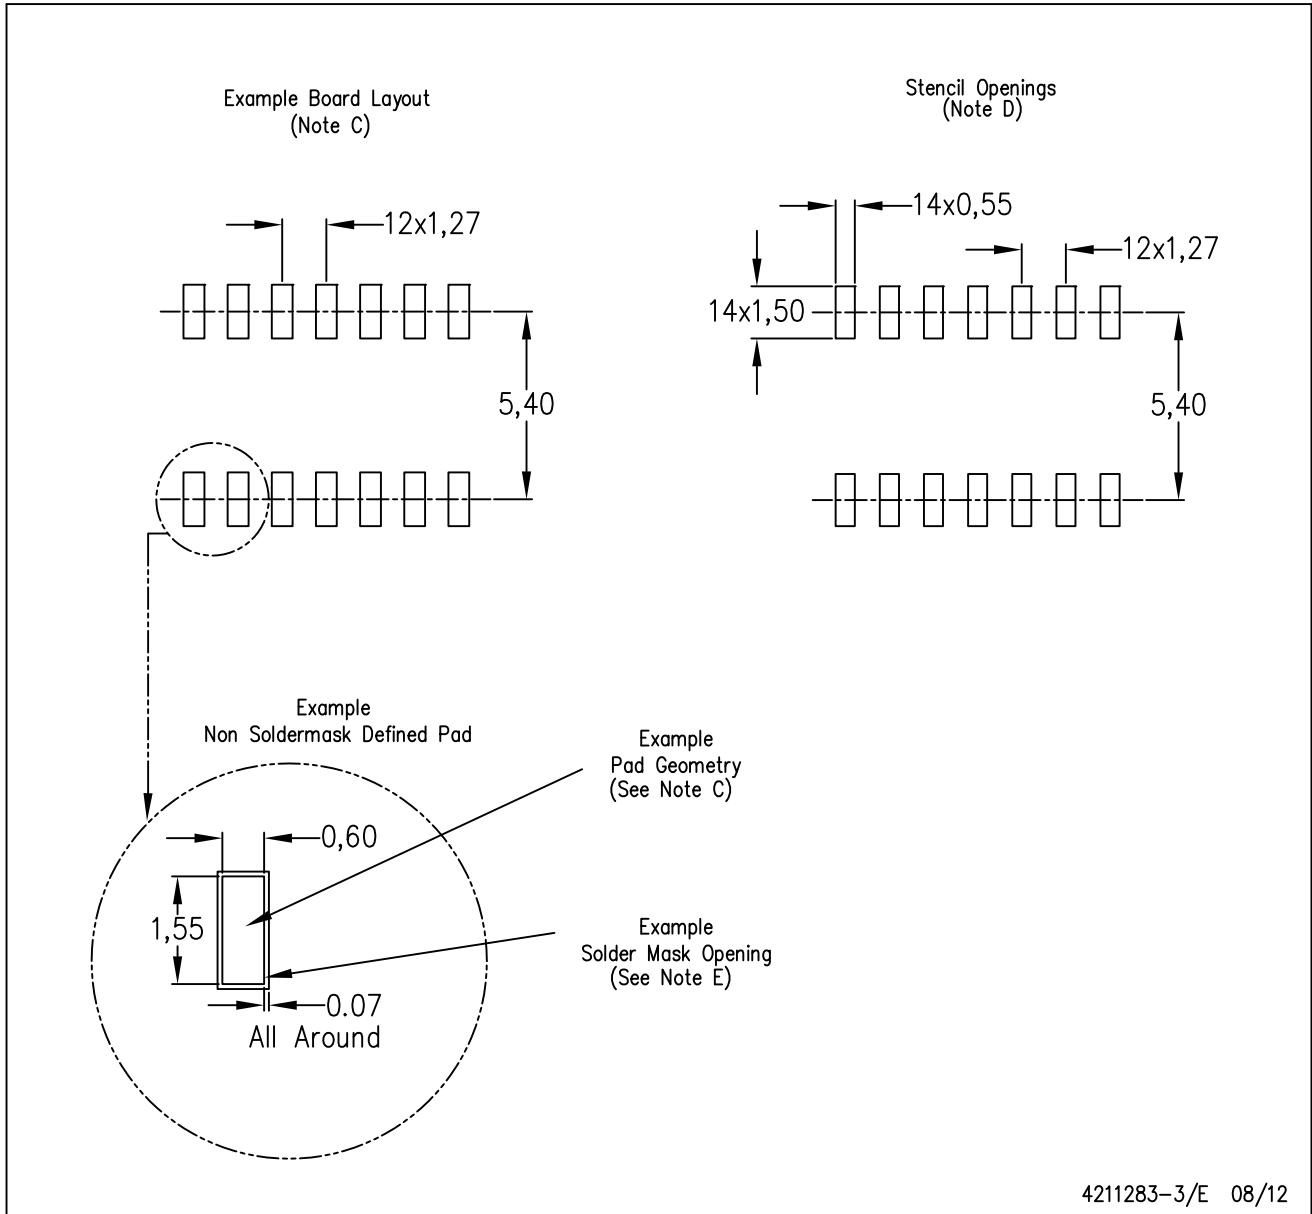 Example Board Layout
(Note C)
Stencil Openings
(Note D)
12x1,27
5,40
14x0,55
12x1,27
14x1,50
5,40
Example
Non Soldermask Defined Pad
Example
Pad Geometry
(See Note C)
0,60
1,55
Example
Solder Mask Opening
(See Note E)
0.07
All Around
4211283-3/E 08/12